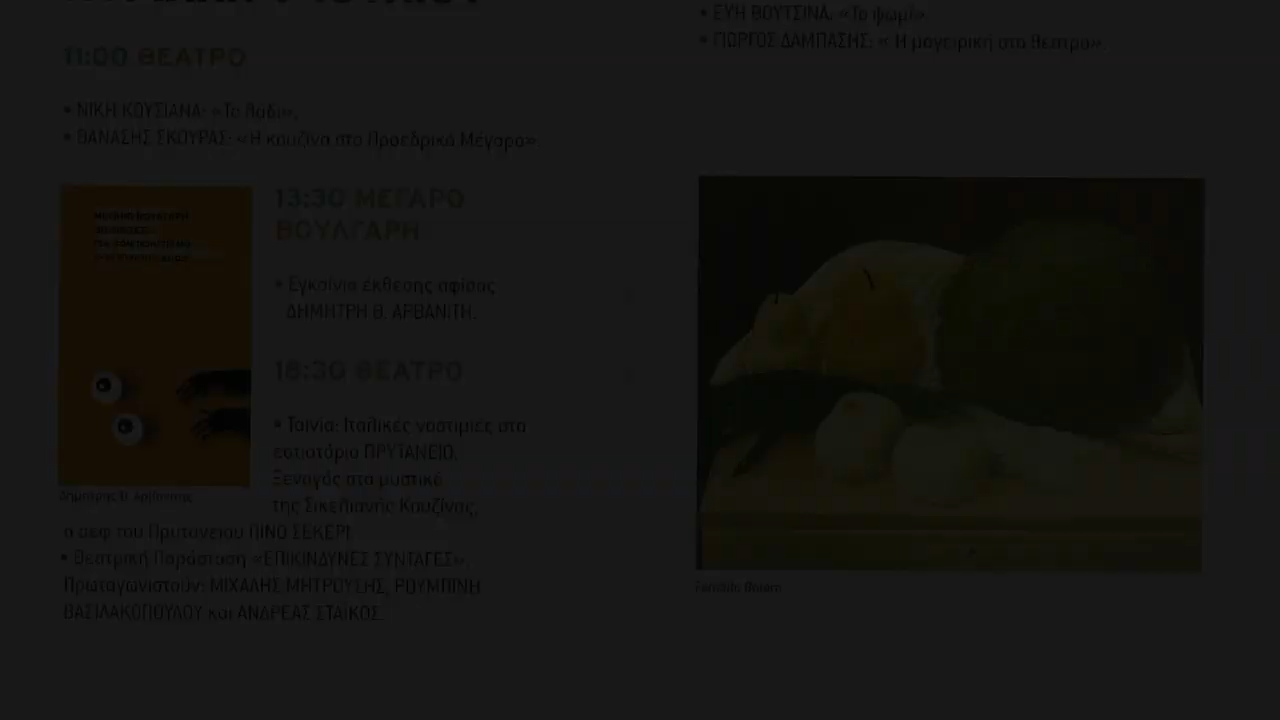 11:00 ΘΕΑΤΡΟ
• ΝΙΚΗ ΚΟΥΣΙΑΝΑ: «Το λάδι».
• ΘΑΝΑΣΗΣ ΣΚΟΥΡΑΣ: «Η κουζίνα στο Προεδρικό Μέγαρο»
13:30 ΜΕΓΑΡΟ
ΒΟΥΛΓΑΡΗ
• Εγκαίνια έκθεσης αφίσας
ΔΗΜΗΤΡΗ Θ. ΑΡΒΑΝΙΤΗ.
18:30 ΘΕΑΤΡΟ
• Ταινία: Ιταλικές νοστιμιές στο
εστιατόριο ΠΡΥΤΑΝΕΙΟ.
Ξεναγός στα μυστικά
της Σικελιανής Κουζίνας,
ο σεφ του Πρυτανείου ΠΙΝΟ ΣΕΚΕΡΙ.
• Θεατρική Παράσταση «ΕΠΙΚΙΝΔΥΝΕΣ ΣΥΝΤΑΓΕΣ».
Πρωταγωνιστούν: ΜΙΧΑΛΗΣ ΜΗΤΡΟΥΣΗΣ, ΡΟΥΜΠΙΝΗ
ΒΑΣΙΛΑΚΟΠΟΥΛΟΥ και ΑΝΔΡΕΑΣ ΣΤΑΪΚΟΣ.
Δημήτρης Θ. Αρβανίτης
• ΕΥΗ ΒΟΥΤΣΙΝΑ: «Το ψωμί»
• ΓΙΩΡΓΟΣ ΔΑΜΠΑΣΗΣ: « Η μαγειρική στο θέατρο».
Fernando Botero